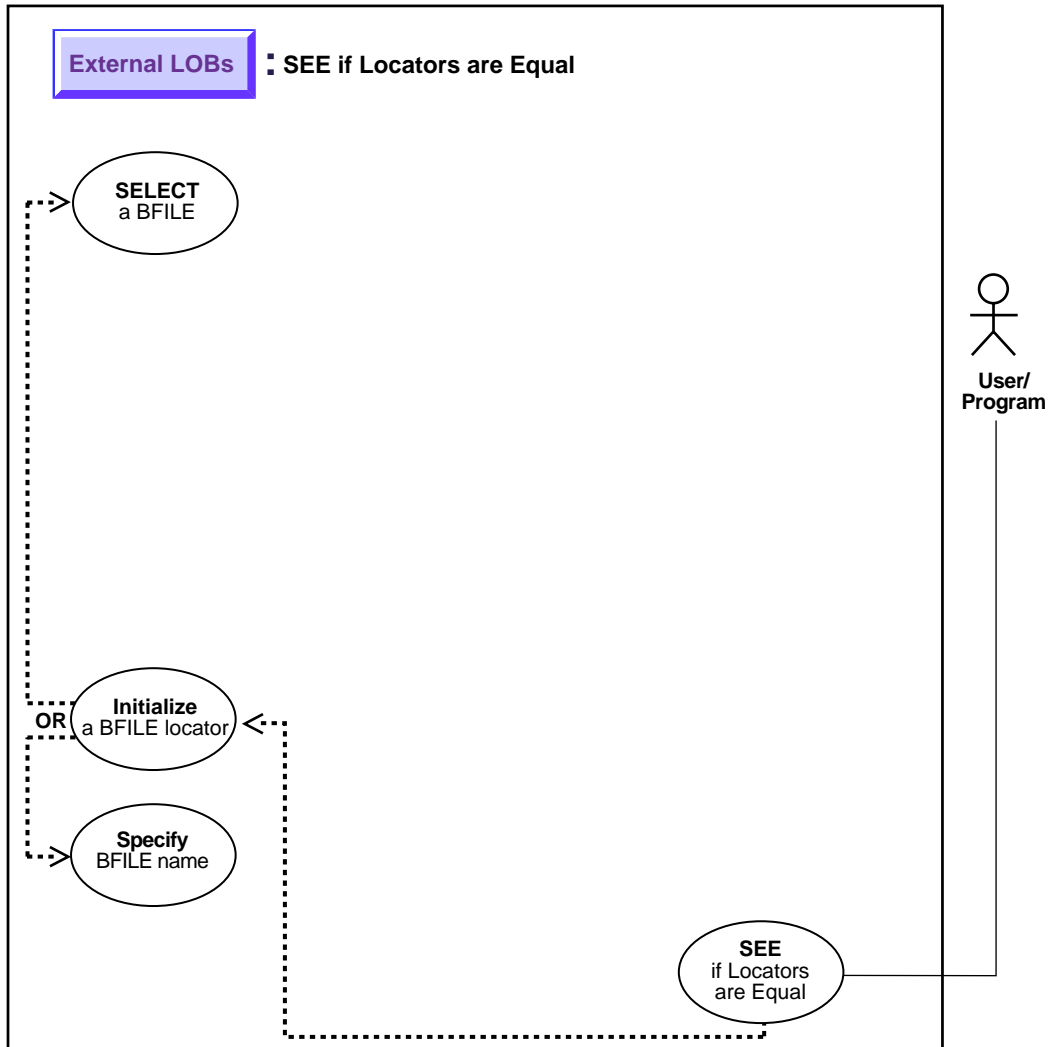 External LOBs : SEE if Locators are Equal
SELECT
a BFILE
User/
Program
Initialize
OR a BFILE locator
Specify
BFILE name
SEE
if Locators
are Equal